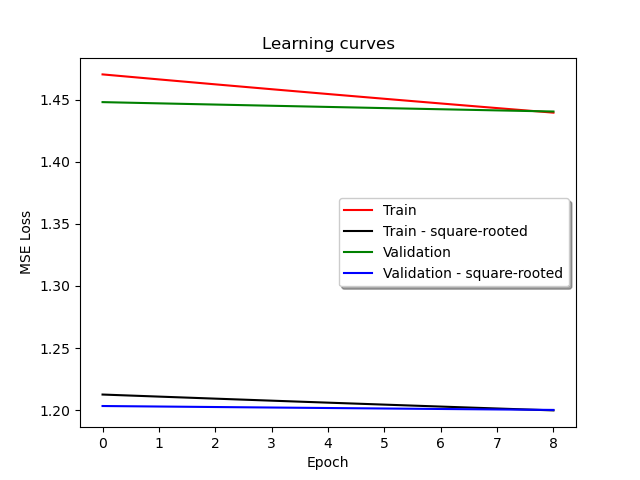 Learning curves
MSE Loss
1.45
1.40
1.35
1.30
1.25
1.20
Train
Train - square-rooted
Validation
Validation - square-rooted
0 1 2 3 4 5 6 7 8
Epoch